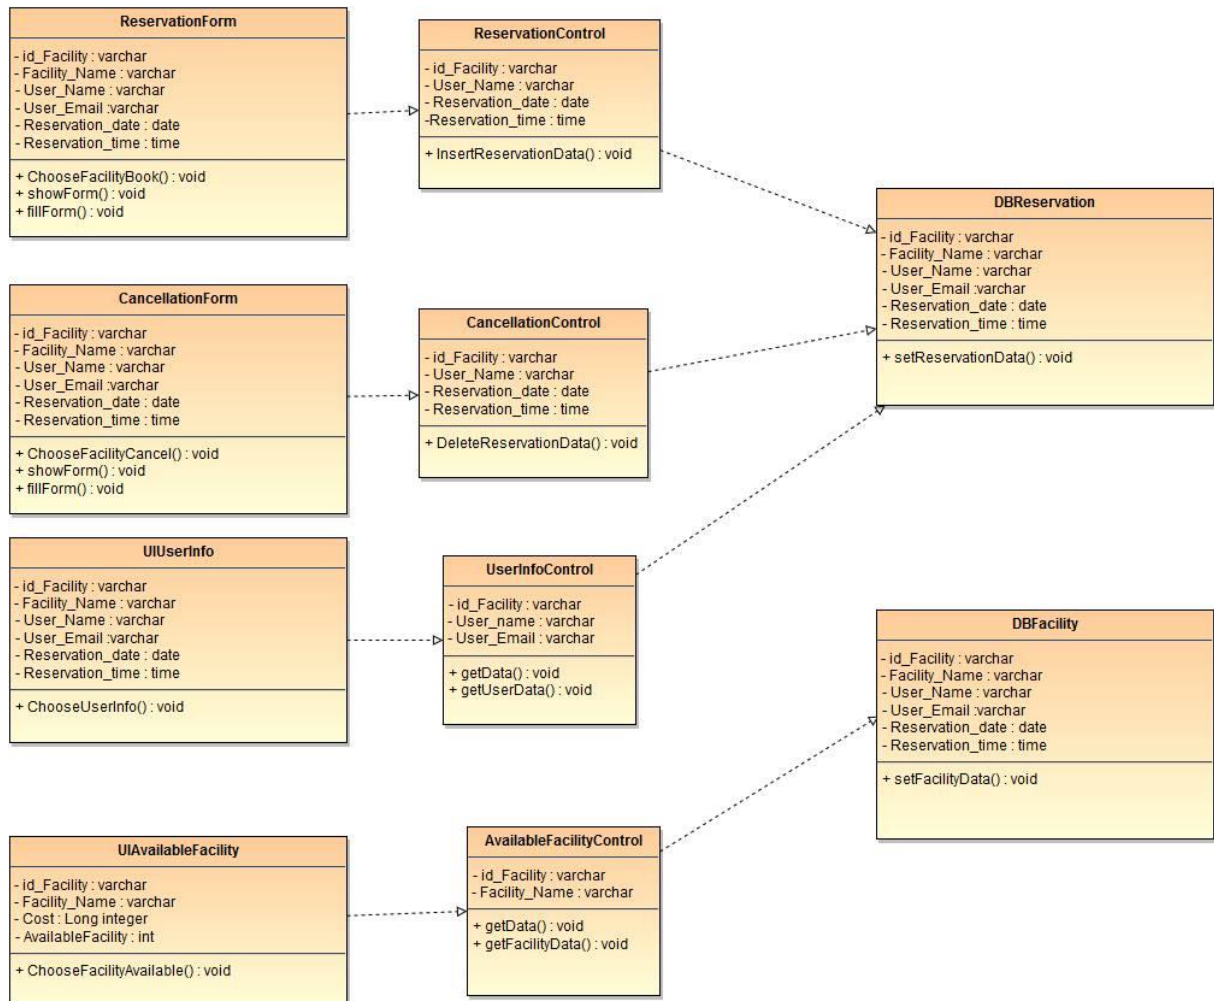 ReservationForm
- id_Facility : varchar
- Facility_Name : varchar
- User_Name : varchar
- User_Email :varchar
- Reservation_date : date
- Reservation_time : time
+ ChooseFacilityBook() : void
+ showForm() : void
+ fillForm() : void
ReservationControl
- id_Facility : varchar
- User_Name : varchar
- Reservation_date : date
-Reservation_time : time
+ InsertReservationData() : void
DBReservation
- id_Facility : varchar
- Facility_Name : varchar
- User_Name : varchar
- User_Email :varchar
- Reservation_date : date
- Reservation_time : time
+ setReservationData() : void
CancellationForm
- id_Facility : varchar
- Facility_Name : varchar
- User_Name : varchar
- User_Email :varchar
- Reservation_date : date
- Reservation_time : time
+ ChooseFacilityCancel() : void
+ showForm() : void
+ fillForm() : void
CancellationControl
- id_Facility : varchar
- User_Name : varchar
- Reservation_date : date
- Reservation_time : time
+ DeleteReservationData() : void
UIUserInfo
- id_Facility : varchar
- Facility_Name : varchar
- User_Name : varchar
- User_Email :varchar
- Reservation_date : date
- Reservation_time : time
+ ChooseUserInfo() : void
UserInfoControl
- id_Facility : varchar
- User_name : varchar
- User_Email : varchar
+ getData() : void
+ getUserData() : void
DBFacility
- id_Facility : varchar
- Facility_Name : varchar
- User_Name : varchar
- User_Email :varchar
- Reservation_date : date
- Reservation_time : time
+ setFacilityData() : void
UIAvailableFacility
- id_Facility : varchar
- Facility_Name : varchar
- Cost : Long integer
- AvailableFacility : int
+ ChooseFacilityAvailable() : void
AvailableFacilityControl
- id_Facility : varchar
- Facility_Name : varchar
+ getData() : void
+ getFacilityData() : void